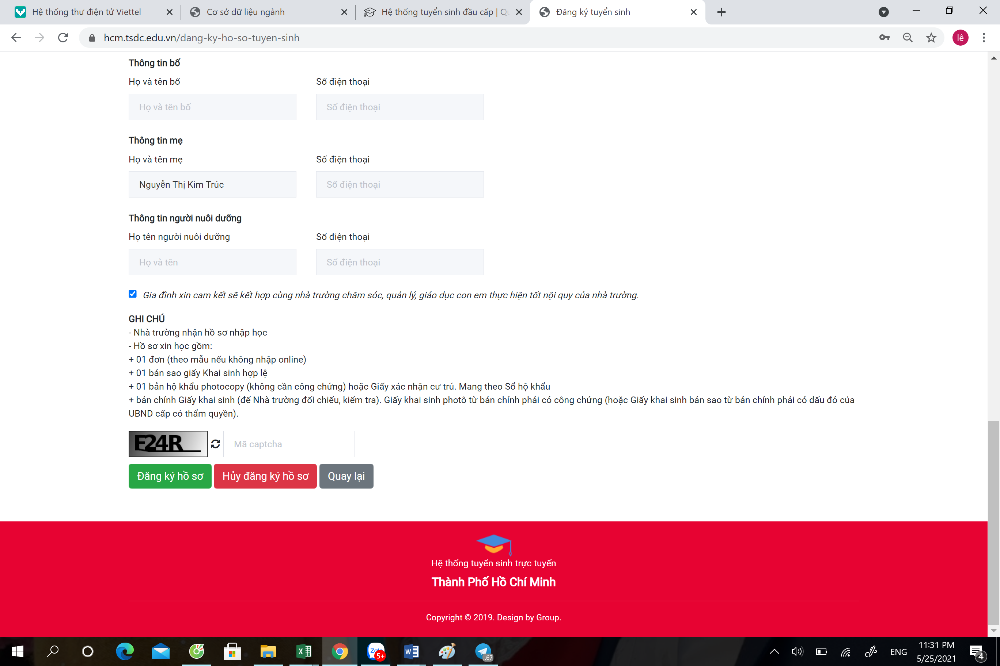 Hệ thống thư điện tử Viettel
Cơ sở dữ liệu ngành
Hệ thống tuyển sinh đầu cấp |
Đăng ký tuyển sinh
hcm.tsdc.edu.vn/dang-ky-ho-so-tuyen-sinh
lê
Thông tin bố
Họ và tên bố
Số điện thoại
Họ và tên bố
Số điện thoại
Thông tin mẹ
Họ và tên mẹ
Số điện thoại
Nguyễn Thị Kim Trúc
Số điện thoại
Thông tin người nuôi dưỡng
Họ tên người nuôi dưỡng
Số điện thoại
Họ và tên
Số điện thoại
Gia đình xin cam kết sẽ kết hợp cùng nhà trường chăm sóc, quản lý, giáo dục con em thực hiện tốt nội quy của nhà trường.
GHI CHÚ
- Nhà trường nhận hồ sơ nhập học
- Hồ sơ xin học gồm:
+ 01 đơn (theo mẫu nếu không nhập online)
+ 01 bản sao giấy Khai sinh hợp lệ
+ 01 bản hộ khẩu photocopy (không cần công chứng) hoặc Giấy xác nhận cư trú. Mang theo Sổ hộ khẩu
+ bản chính Giấy khai sinh (để Nhà trường đối chiếu, kiểm tra). Giấy khai sinh photô từ bản chính phải có công chứng (hoặc Giấy khai sinh bản sao từ bản chính phải có dấu đỏ của
UBND cấp có thẩm quyền).
Mã captcha
Đăng ký hồ sơ
Hủy đăng ký hồ sơ
Quay lại
Hệ thống tuyển sinh trực tuyến
Thành Phố Hồ Chí Minh
Copyright © 2019. Design by Group.
5+
..67
ENG
11:31 PM
5/25/2021
4